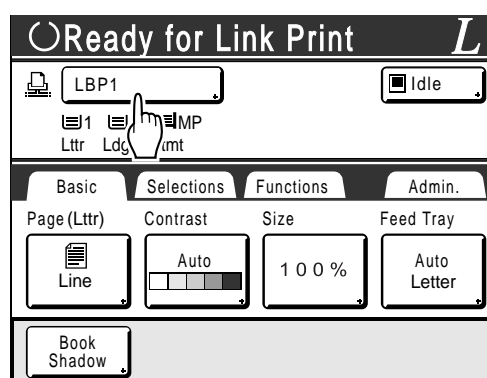 Ready for Link Print L
LBP1 Idle
1 MP
Lttr
Basic Selections Functions Admin.
Page (Lttr) Contrast Size Feed Tray
Line Auto 100% Auto
Letter
Book
Shadow